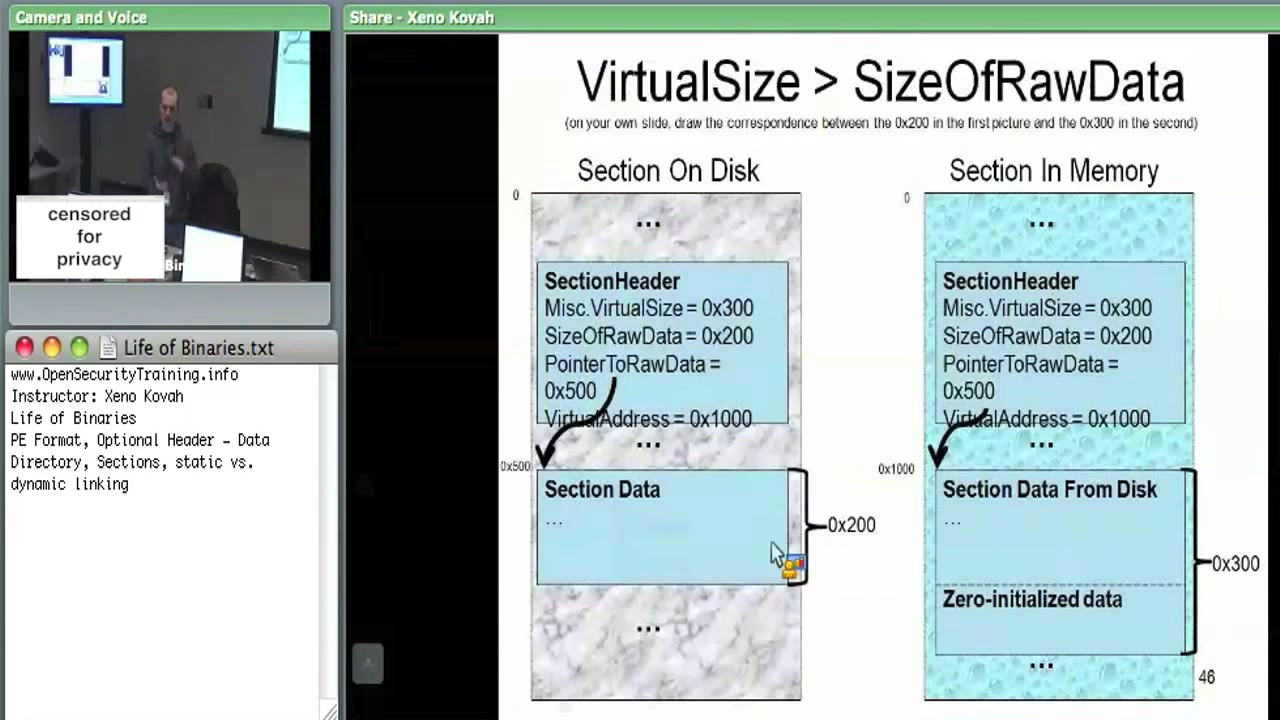 Camera and Voice
censored
for
privacy
Bir
Life of Binaries.txt
www.OpenSecurityTraining.info
Instructor: Xeno Kovah
Life of Binaries
PE Format, Optional Header - Data
Directory, Sections, static vs.
dynamic linking
Share - Xeno Kovah
VirtualSize > SizeOfRawData
(on your own slide, draw the correspondence between the 0x200 in the first picture and the 0x300 in the second)
Section On Disk
0
...
SectionHeader
Misc.VirtualSize = 0x300
SizeOfRawData = 0x200
PointerToRawData =
0x500
VirtualAddress = 0x1000
...
0x500
Section Data
...
0x200
...
Section In Memory
0
...
SectionHeader
Misc.VirtualSize = 0x300
SizeOfRawData = 0x200
PointerToRawData =
0x500
VirtualAddress = 0x1000
...
0x1000
Section Data From Disk
...
0x300
Zero-initialized data
...
46